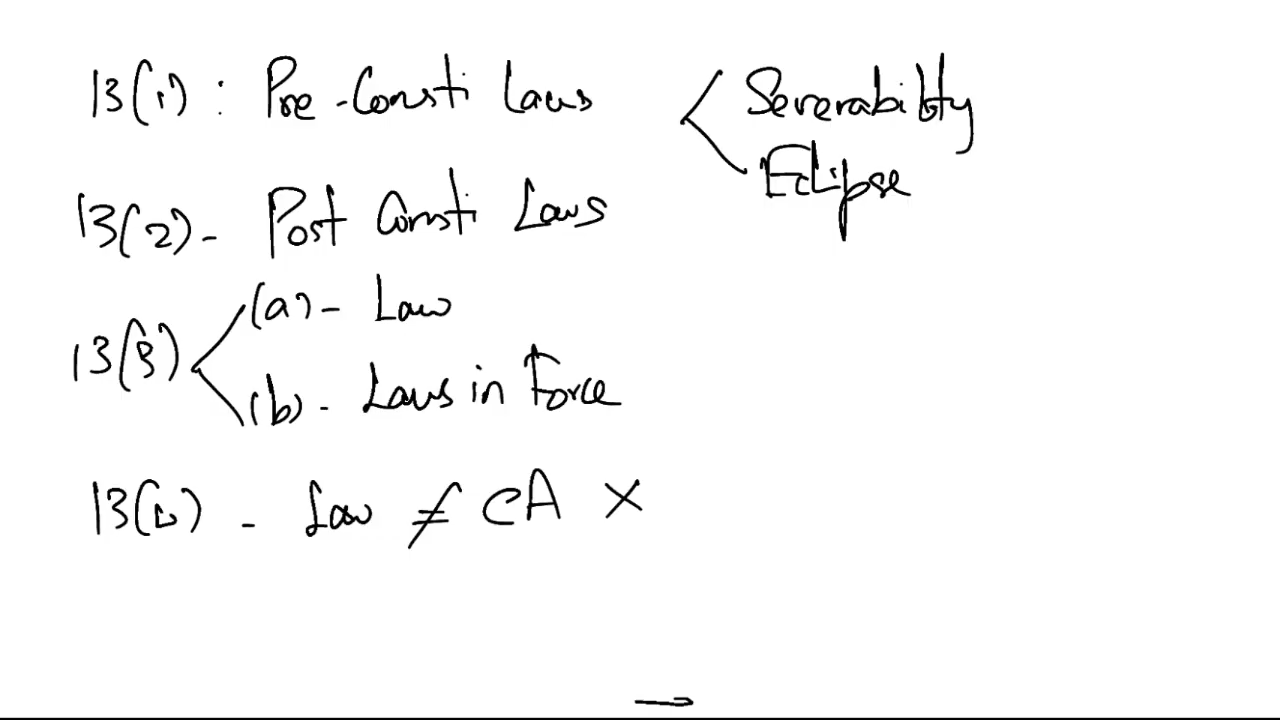 13(1) : Pre-Consti Laws
Severability
Eclipse
13(2) - Post Consti Laws
13(3)
(a) - Law
(b) - Laws in Force
13(4) - Law ≠ CA ×